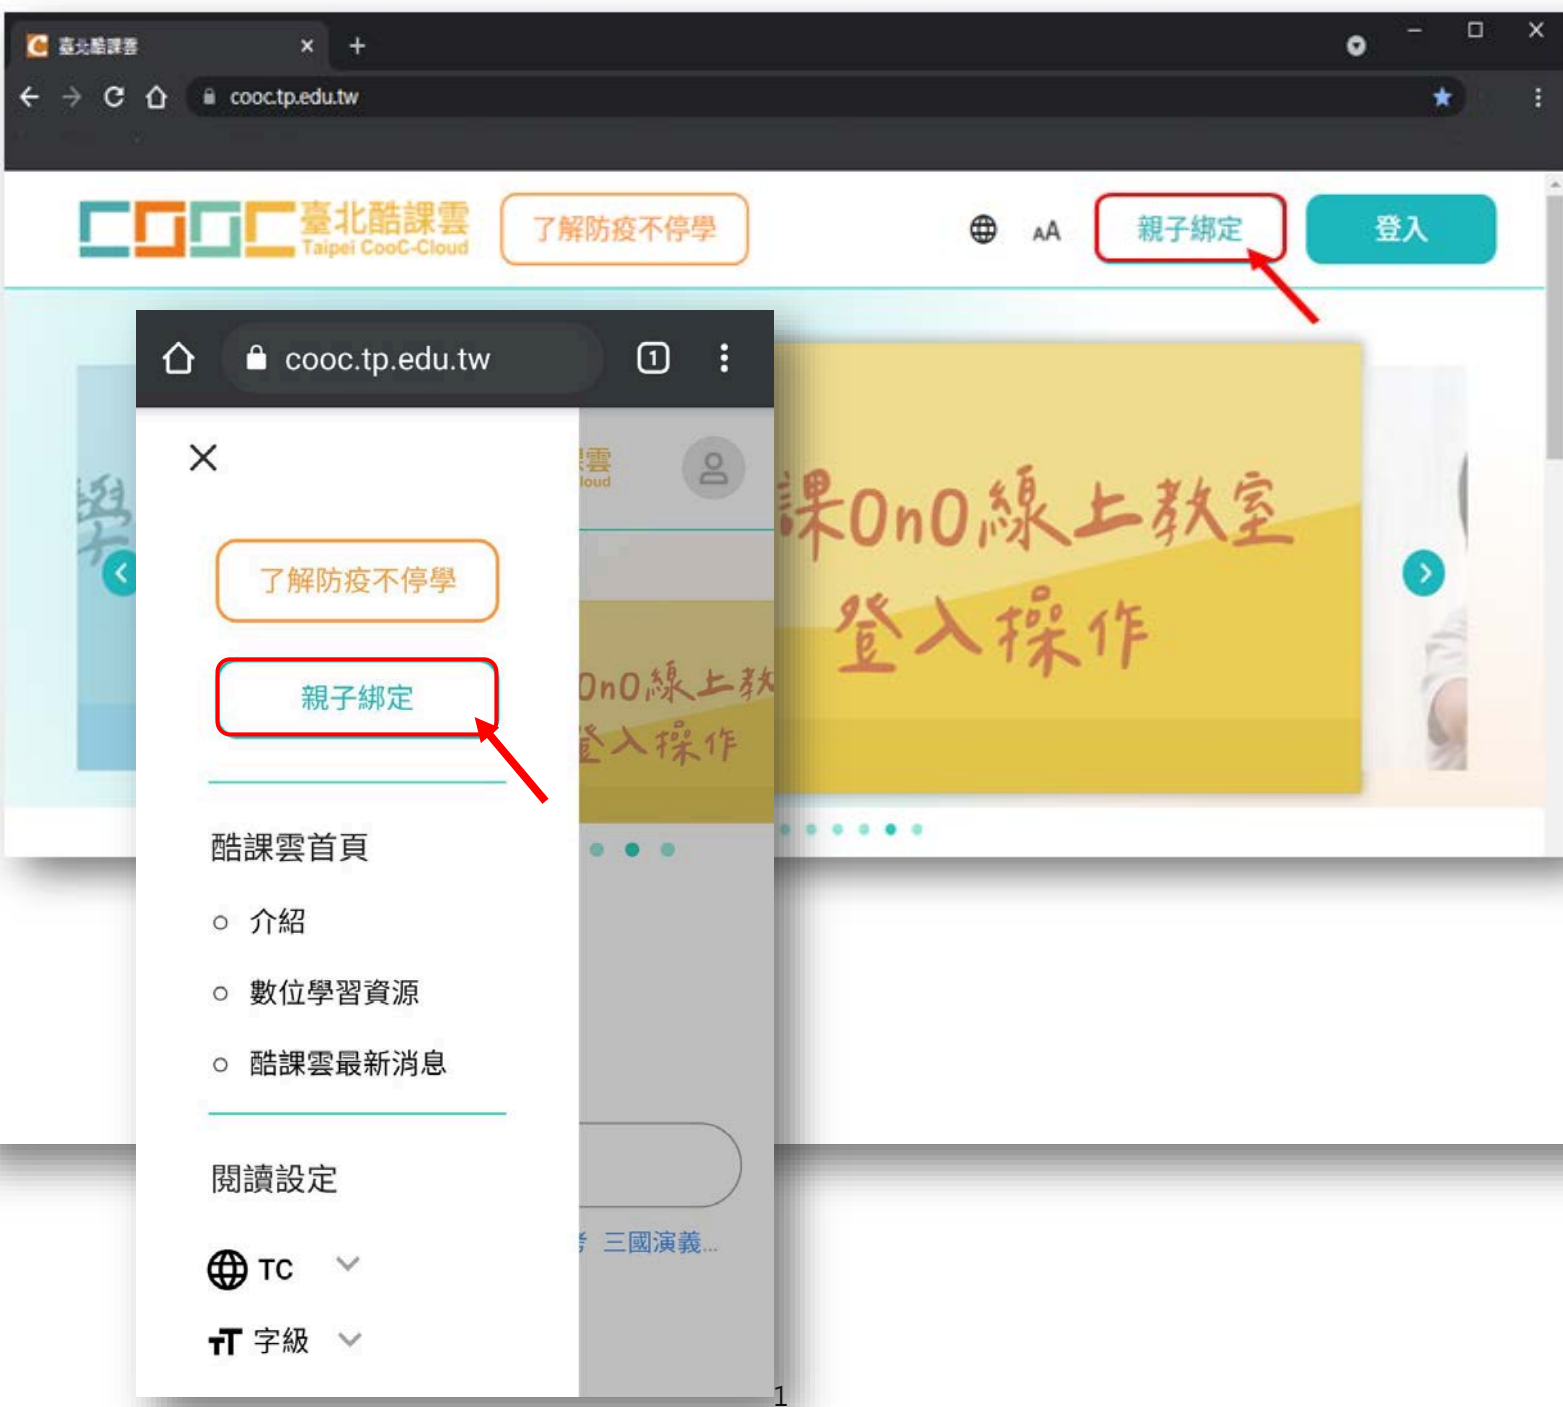 臺北酷課雲
cooc.tp.edu.tw
COOC 臺北酷課雲
Taipei CooC-Cloud
了解防疫不停學
AA
親子綁定
登入
學
課OnO線上教室
登入操作
cooc.tp.edu.tw
1
課雲
loud
了解防疫不停學
親子綁定
OnO線上教
登入操作
酷課雲首頁
介紹
數位學習資源
酷課雲最新消息
閱讀設定
三國演義...
TC
字級
1